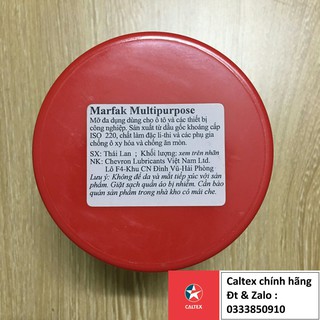 Marfak Multipurpose
Mỡ đa dụng dùng cho ô tô và các thiết bị
công nghiệp. Sản xuất từ dầu gốc khoáng cấp
ISO 220, chất làm đặc li-thi và các phụ gia
chống ô xy hóa và chống ăn mòn.
SX: Thái Lan ; Khối lượng: xem trên nhãn
NK: Chevron Lubricants Việt Nam Ltd.
Lô F4-Khu CN Đình Vũ-Hải Phòng
Lưu ý: Không để da và mắt tiếp xúc với sản
phẩm. Giặt sạch quần áo bị nhiễm. Cần bảo
quản sản phẩm trong nhà kho có mái che.
CALTEX
Caltex chính hãng
Đt & Zalo :
0333850910